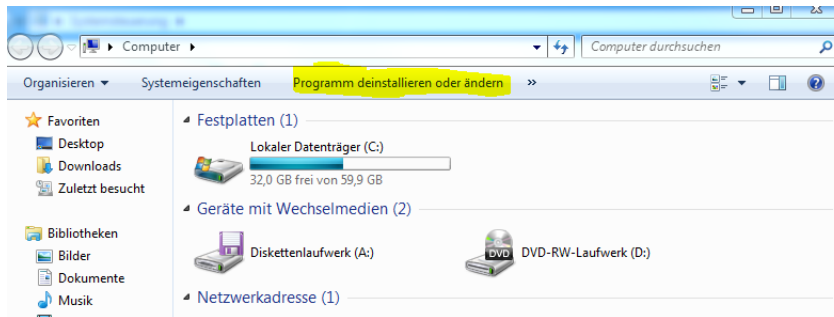 Computer
Computer durchsuchen
Organisieren
Systemeigenschaften
Programm deinstallieren oder ändern
»
Favoriten
Desktop
Downloads
Zuletzt besucht
Bibliotheken
Bilder
Dokumente
Musik
Festplatten (1)
Lokaler Datenträger (C:)
32,0 GB frei von 59,9 GB
Geräte mit Wechselmedien (2)
Diskettenlaufwerk (A:)
DVD
DVD-RW-Laufwerk (D:)
Netzwerkadresse (1)